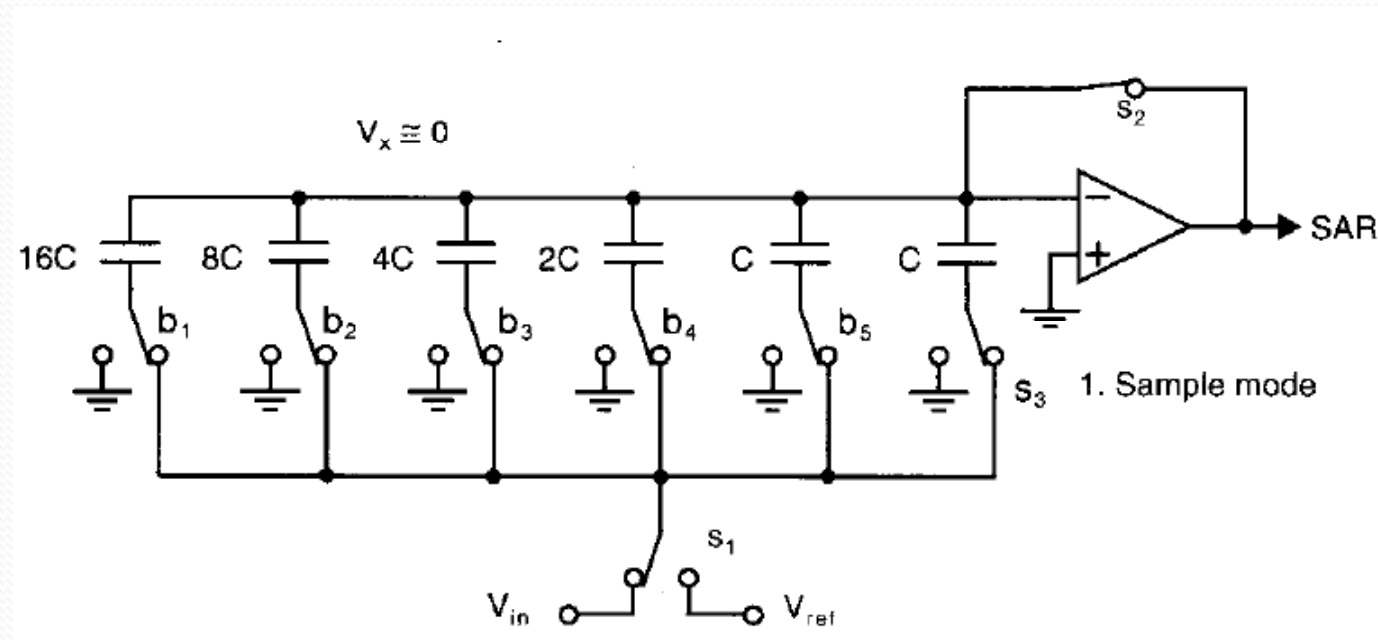 Vₓ ≅ 0
s₂
− 
+
SAR
16C 8C 4C 2C C C
b₁ b₂ b₃ b₄ b₅
s₃ 1. Sample mode
s₁
Vᵢₙ Vᵣₑf